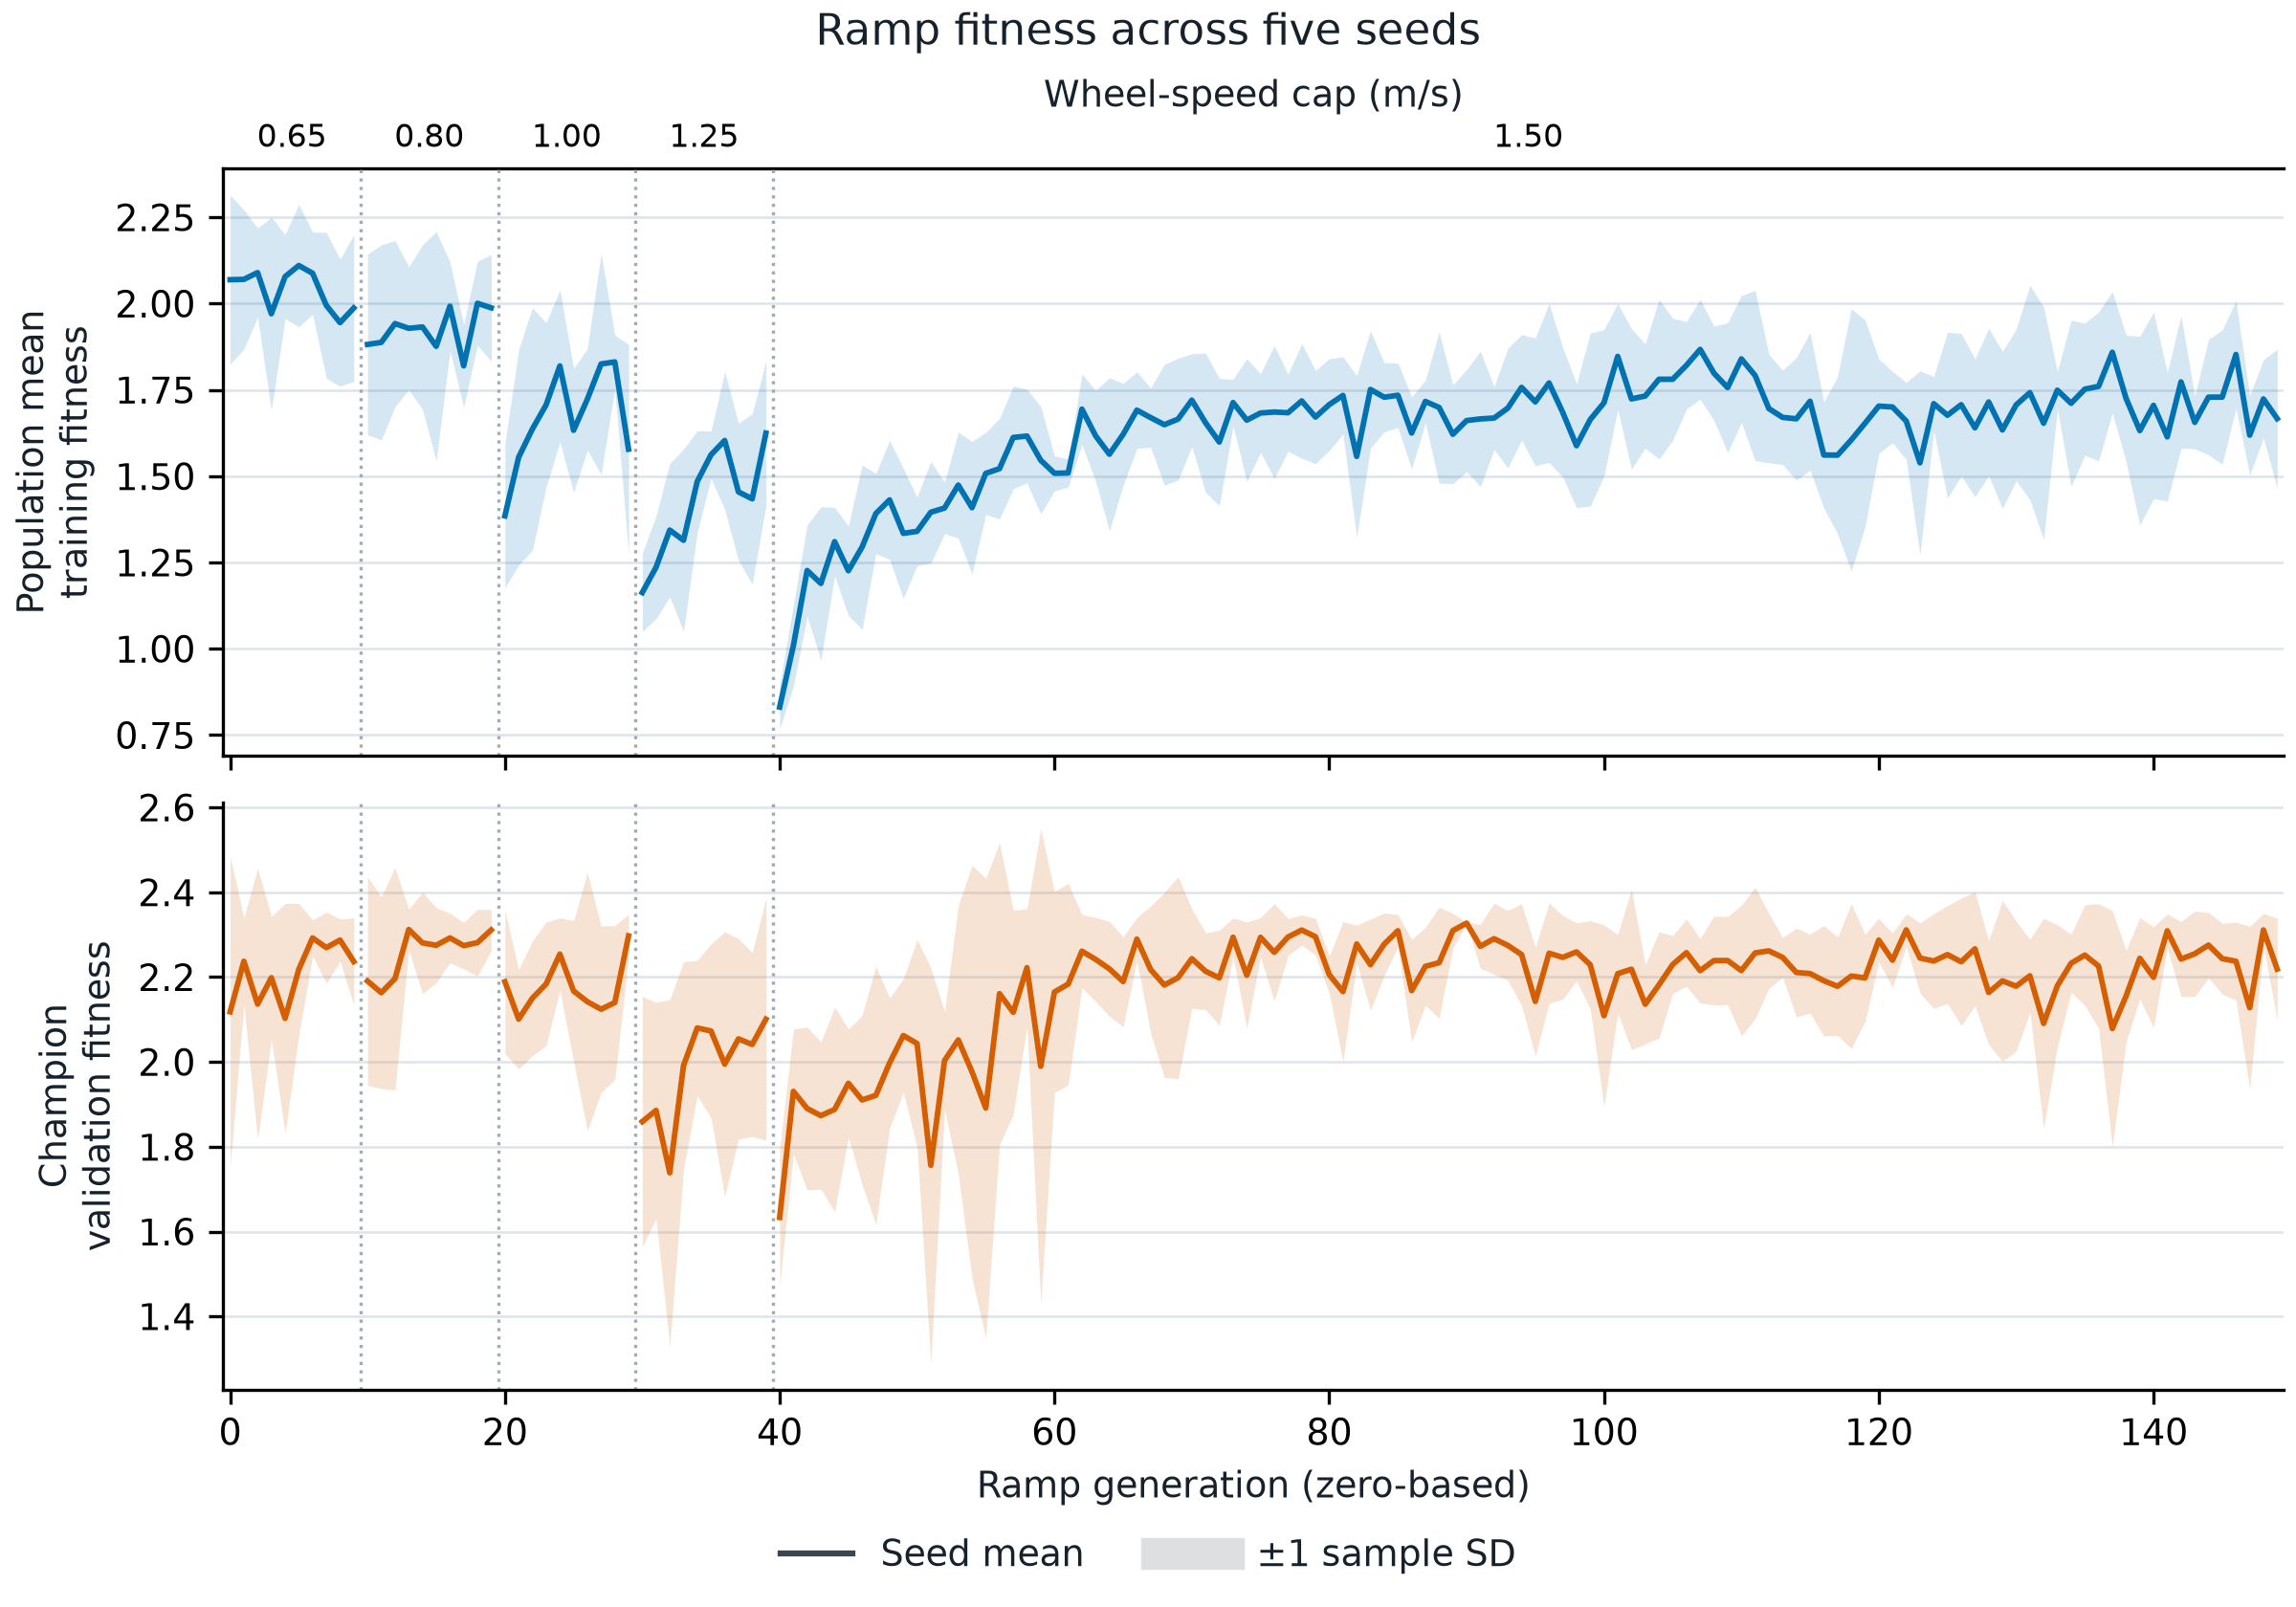 Ramp fitness across five seeds
Wheel-speed cap (m/s)
0.65 0.80 1.00 1.25 1.50
Population mean
training fitness
2.25
2.00
1.75
1.50
1.25
1.00
0.75
Champion
validation fitness
2.6
2.4
2.2
2.0
1.8
1.6
1.4
0 20 40 60 80 100 120 140
Ramp generation (zero-based)
Seed mean ±1 sample SD